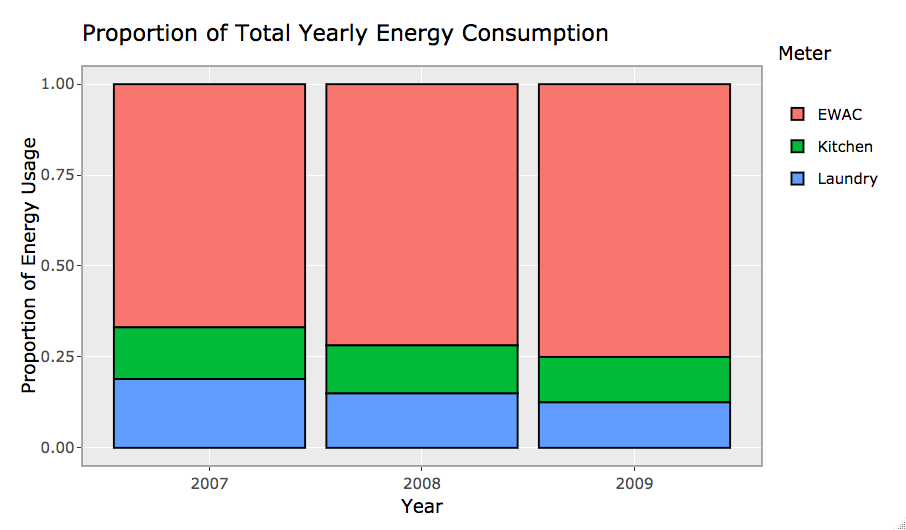 Proportion of Total Yearly Energy Consumption
Meter
EWAC
Kitchen
Laundry
Proportion of Energy Usage
1.00
0.75
0.50
0.25
0.00
2007 2008 2009
Year